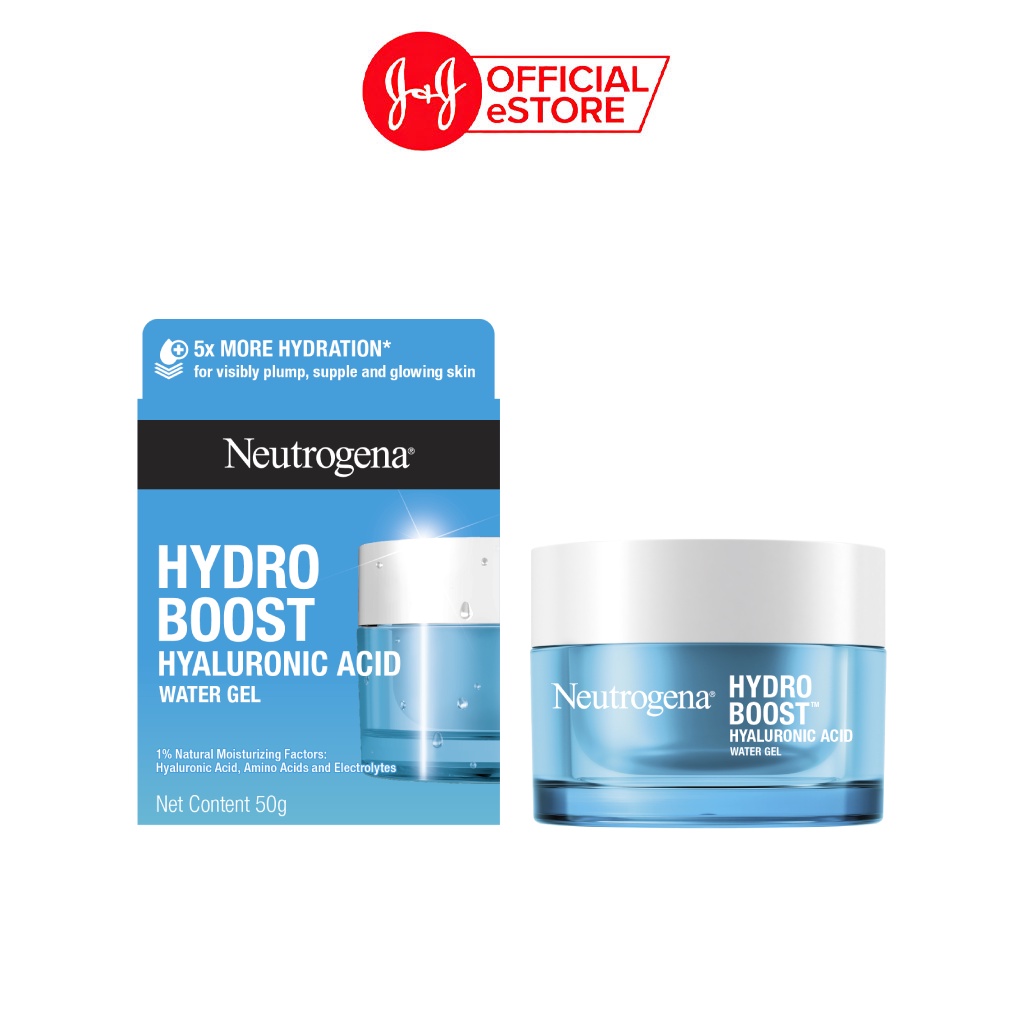 J&J OFFICIAL
eSTORE
5x MORE HYDRATION*
for visibly plump, supple and glowing skin
Neutrogena®
HYDRO
BOOST
HYALURONIC ACID
WATER GEL
1% Natural Moisturizing Factors:
Hyaluronic Acid, Amino Acids and Electrolytes
Net Content 50g
Neutrogena®
HYDRO
BOOST™
HYALURONIC ACID
WATER GEL